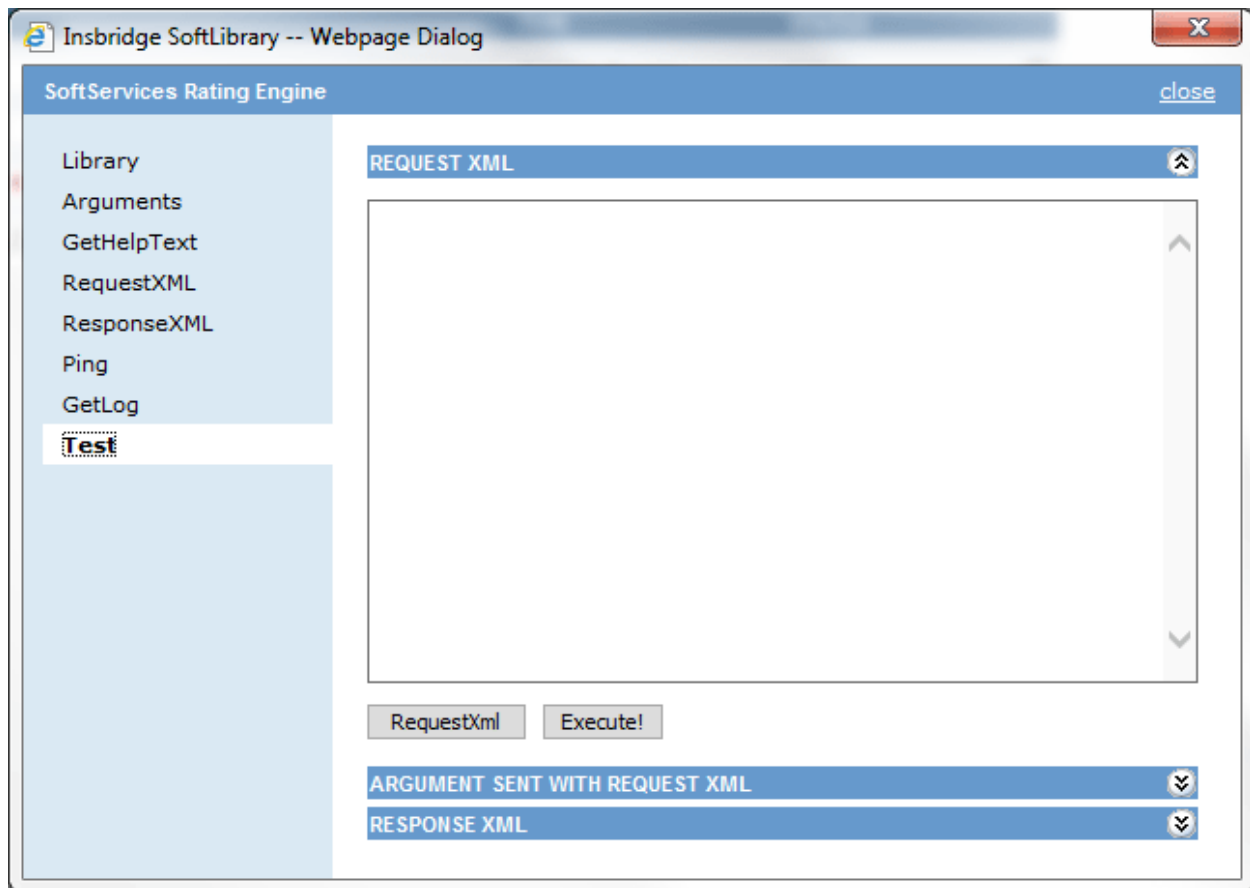 Insbridge SoftLibrary -- Webpage Dialog
SoftServices Rating Engine
close
Library
Arguments
GetHelpText
RequestXML
ResponseXML
Ping
GetLog
Test
REQUEST XML
RequestXml
Execute!
ARGUMENT SENT WITH REQUEST XML
RESPONSE XML